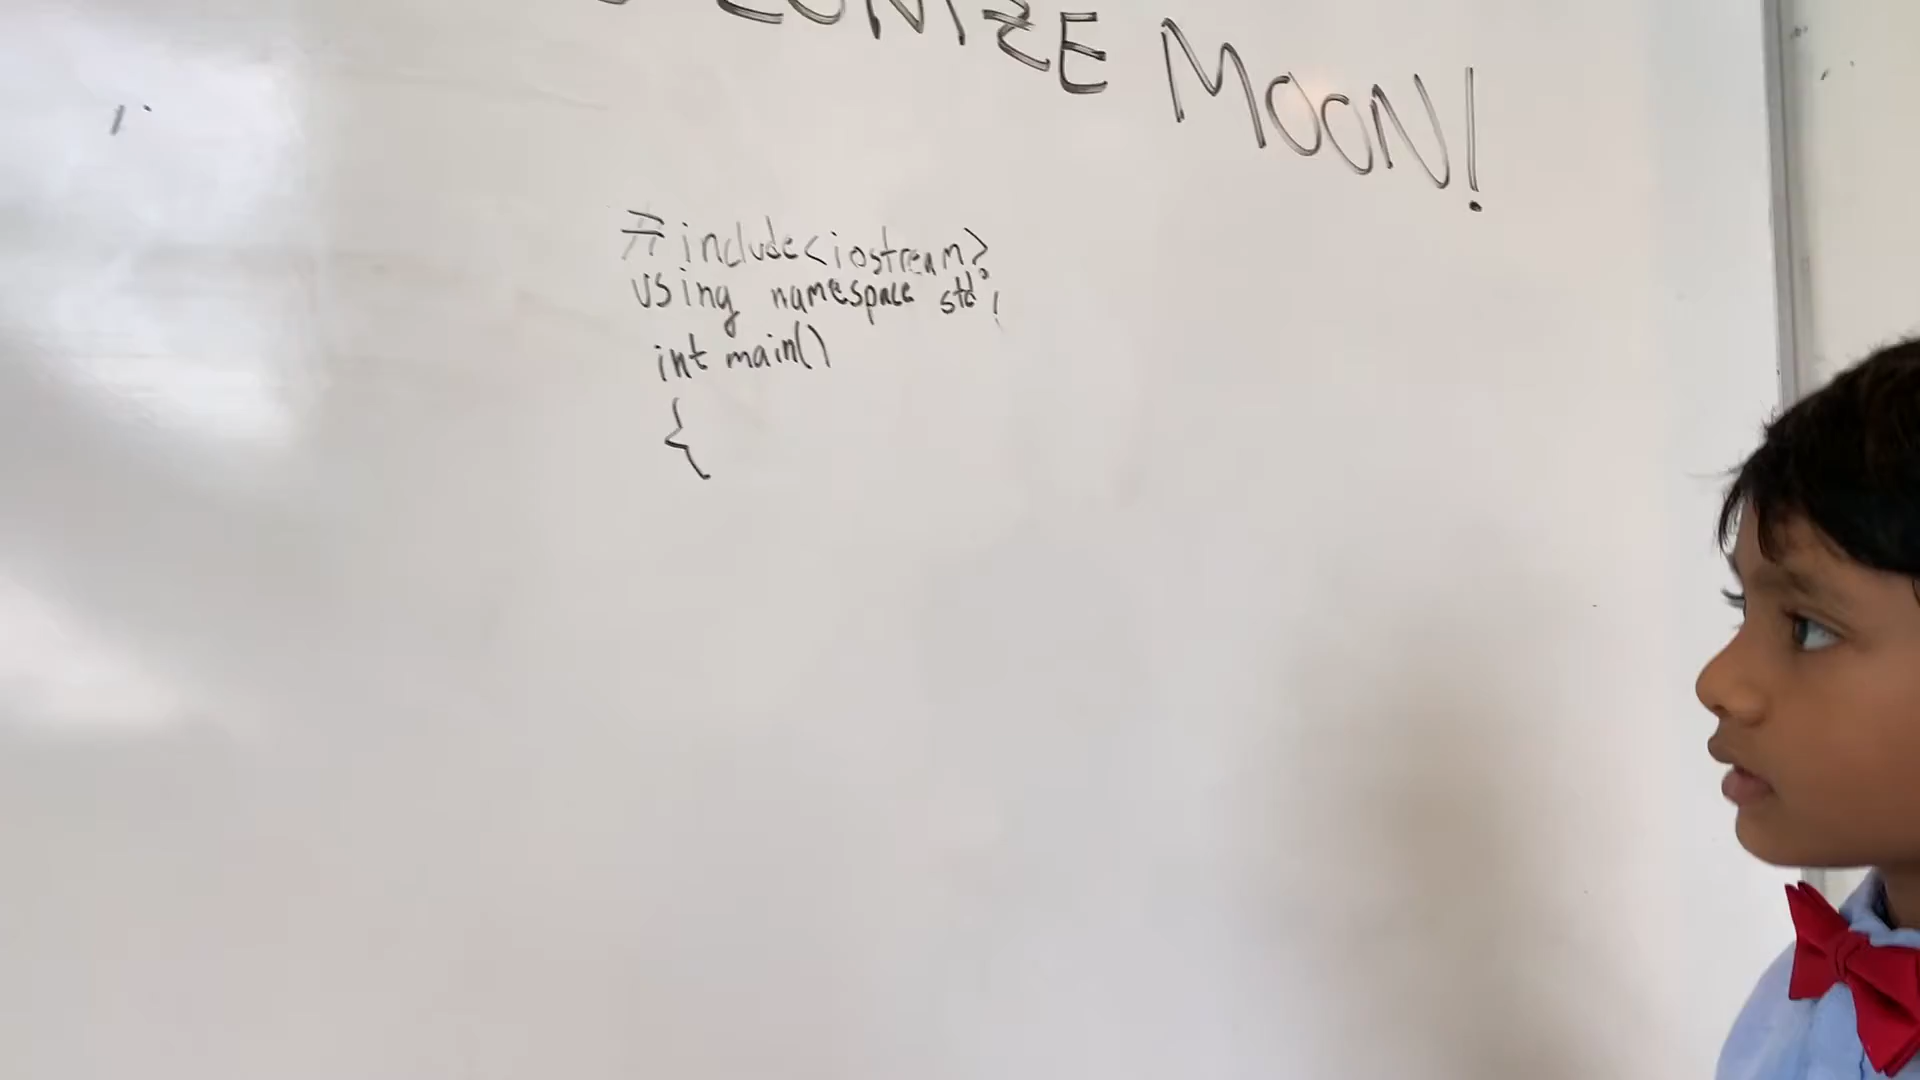 MOON!
#include<iostream>
using namespace std;
int main()
{